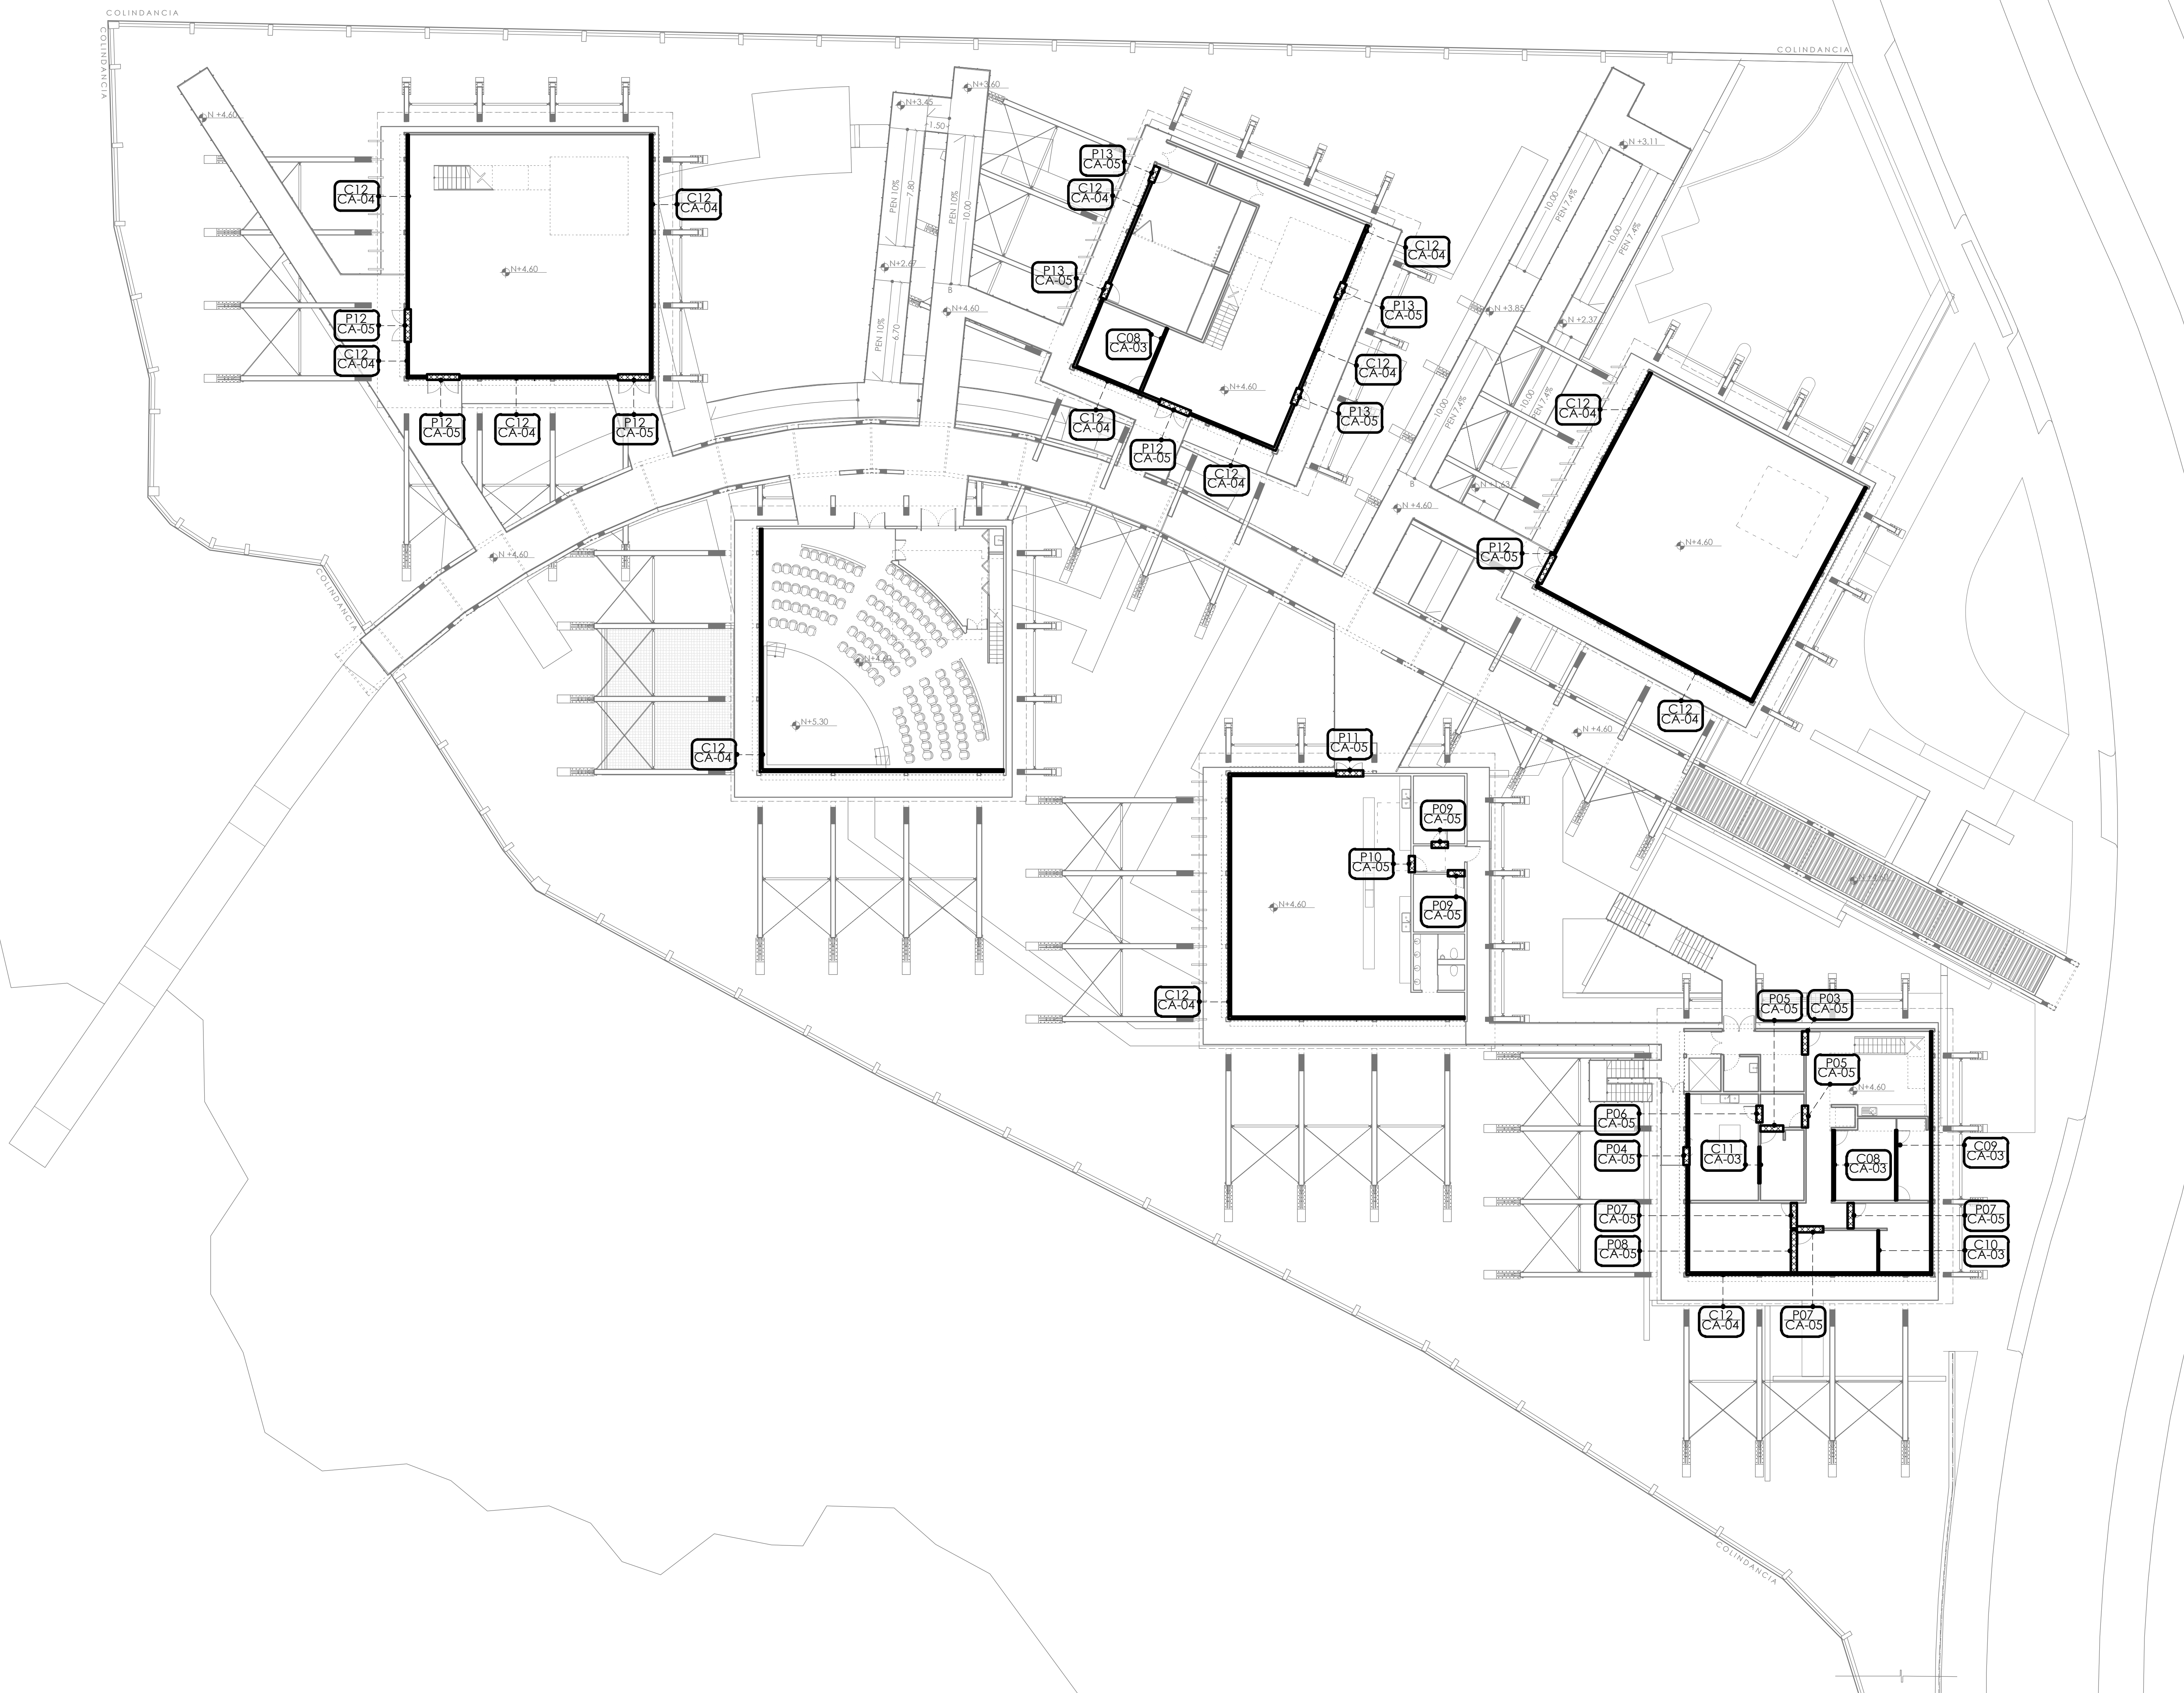 COLINDANCIA
COLINDANCIA
COLINDANCIA
N +4.60
C12
CA-04
C12
CA-04
N+4.60
P12
CA-05
C12
CA-04
P12
CA-05
C12
CA-04
P12
CA-05
N+3.45
N+3.60
1.50
PEN 10%
7.80
PEN 10%
10.00
N+2.67
B
PEN 10%
6.70
N+4.60
P13
CA-05
C12
CA-04
P13
CA-05
C08
CA-03
C12
CA-04
P13
CA-05
C12
CA-04
P13
CA-05
N+4.60
C12
CA-04
P12
CA-05
C12
CA-04
N +3.11
10.00
PEN 7.4%
10.00
PEN 7.4%
N +3.85
N +2.37
10.00
PEN 7.4%
10.00
PEN 7.4%
B
N +1.63
N +4.60
C12
CA-04
P12
CA-05
N+4.60
C12
CA-04
N +4.60
COLINDANCIA
N+4.60
N+5.30
C12
CA-04
N +4.60
N +4.60
P11
CA-05
P09
CA-05
P10
CA-05
P09
CA-05
N+4.60
C12
CA-04
P05
CA-05
P03
CA-05
P05
CA-05
N+4.60
P06
CA-05
P04
CA-05
C11
CA-03
C08
CA-03
C09
CA-03
P07
CA-05
P07
CA-05
P08
CA-05
C10
CA-03
C12
CA-04
P07
CA-05
COLINDANCIA